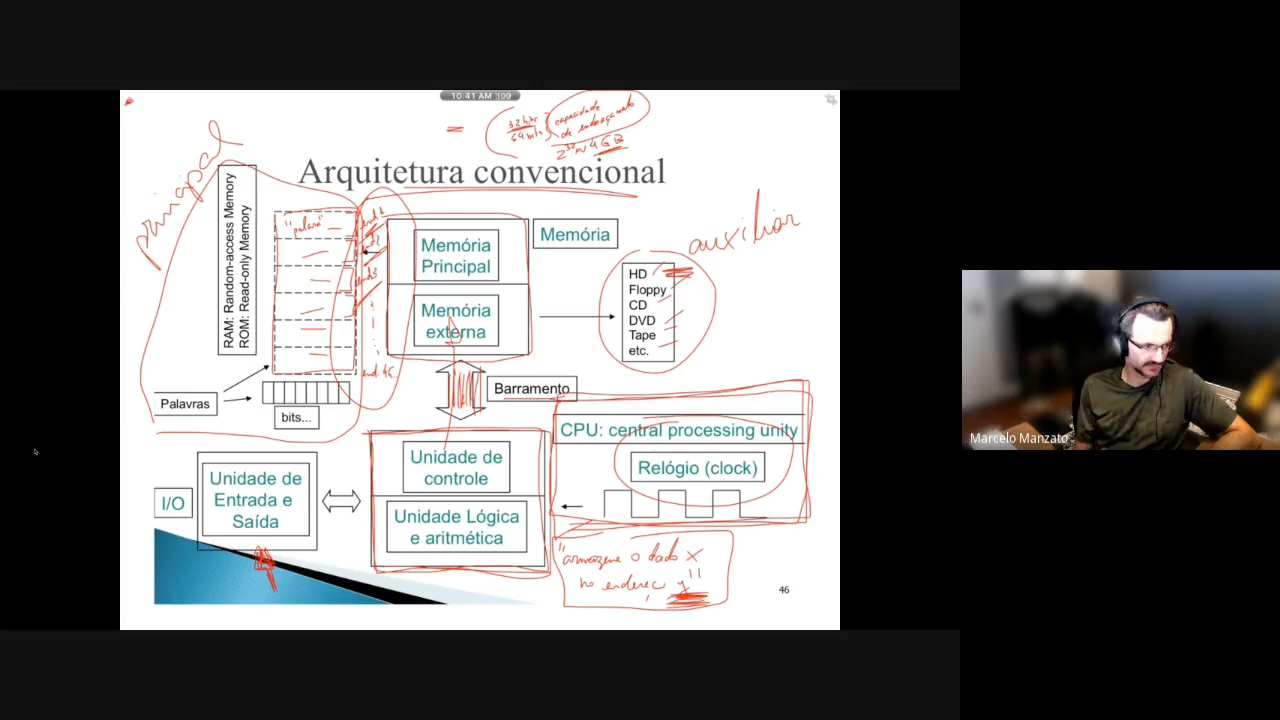 10:41 AM 100
32 bits
64 bits
capacidade
de endereçamento
2³² ~ 4GB
=
Arquitetura convencional
principal
RAM: Random-access Memory
ROM: Read-only Memory
"palavra"
end 1
end 2
end 3
end. 4G
Memória
Principal
Memória
externa
Memória
auxiliar
HD
Floppy
CD
DVD
Tape
etc.
Palavras
bits...
Barramento
CPU: central processing unity
Relógio (clock)
Unidade de
controle
Unidade Lógica
e aritmética
I/O
Unidade de
Entrada e
Saída
"armazene o dado X
no endereço y"
46
Marcelo Manzato